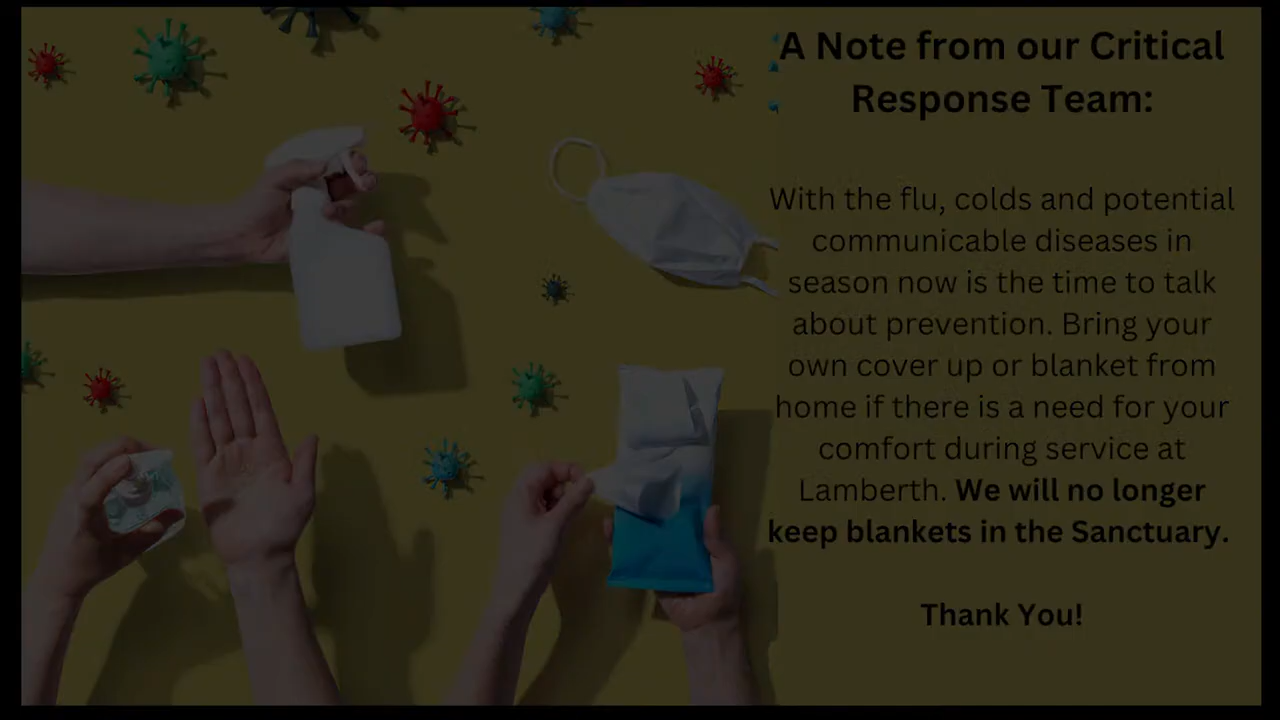 A Note from our Critical
Response Team:
With the flu, colds and potential
communicable diseases in
season now is the time to talk
about prevention. Bring your
own cover up or blanket from
home if there is a need for your
comfort during service at
Lamberth. We will no longer
keep blankets in the Sanctuary.
Thank You!